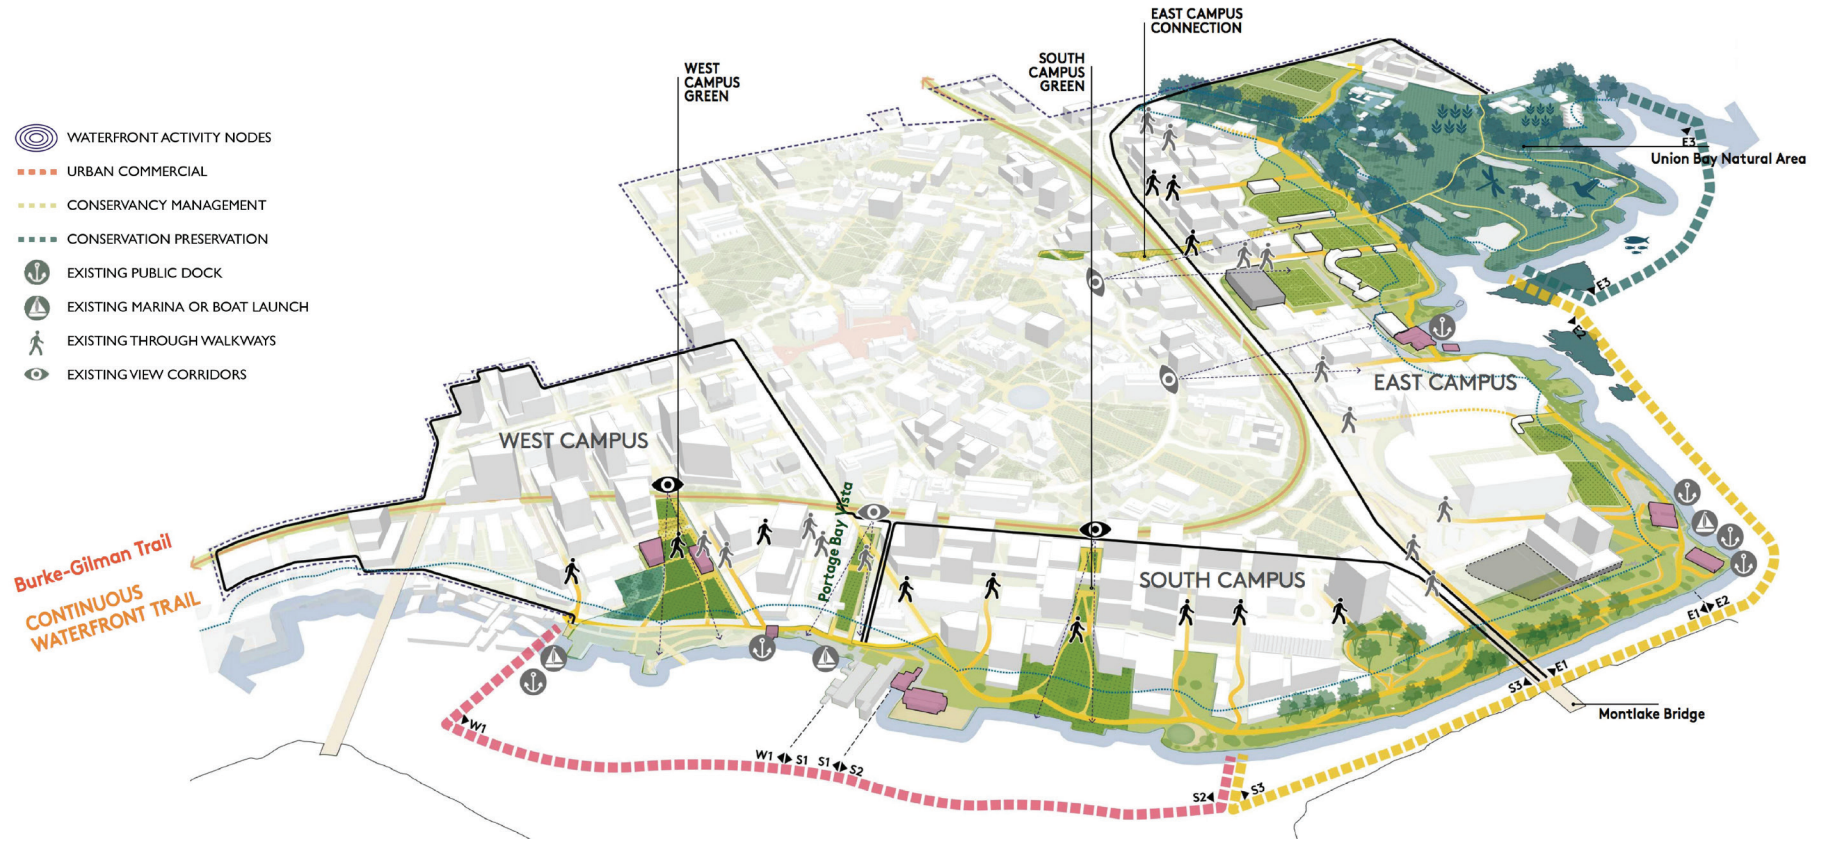 EAST CAMPUS
CONNECTION
SOUTH
CAMPUS
GREEN
WEST
CAMPUS
GREEN
WATERFRONT ACTIVITY NODES
URBAN COMMERCIAL
CONSERVANCY MANAGEMENT
CONSERVATION PRESERVATION
EXISTING PUBLIC DOCK
EXISTING MARINA OR BOAT LAUNCH
EXISTING THROUGH WALKWAYS
EXISTING VIEW CORRIDORS
E3
Union Bay Natural Area
E3
E2
EAST CAMPUS
WEST CAMPUS
Portage Bay Vista
SOUTH CAMPUS
Burke-Gilman Trail
CONTINUOUS
WATERFRONT TRAIL
E1 E2
E1
S3
Montlake Bridge
W1
W1 S1
S1 S2
S2
S3